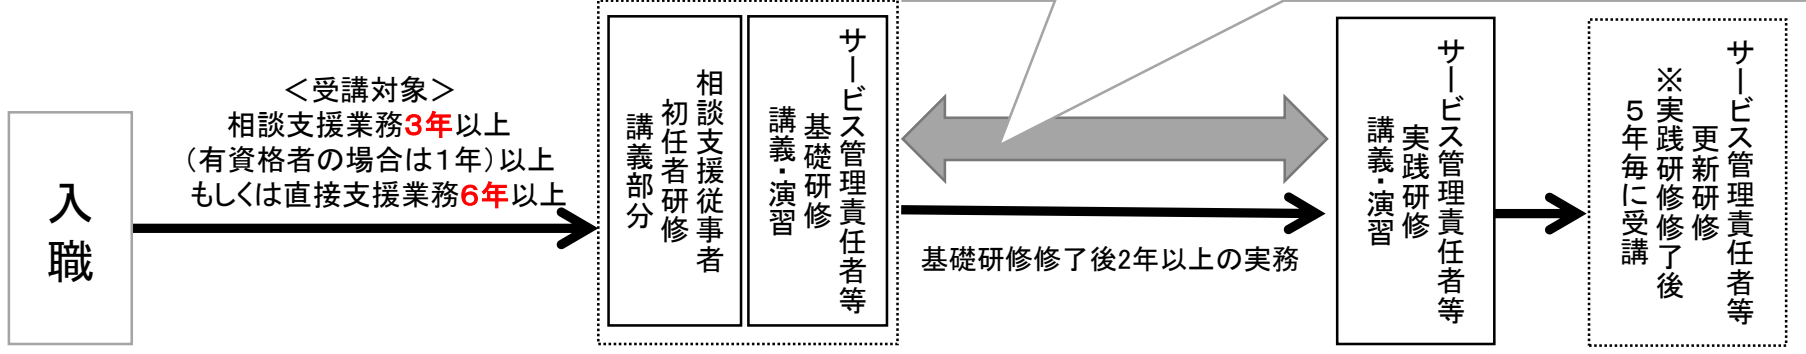 入
職
＜受講対象＞
相談支援業務３年以上
（有資格者の場合は１年）以上
もしくは直接支援業務６年以上
相談支援従事者
初任者研修
講義部分
サービス管理責任者等
基礎研修
講義・演習
基礎研修修了後2年以上の実務
サービス管理責任者等
実践研修
講義・演習
サービス管理責任者等
更新研修
※実践研修修了後
５年毎に受講